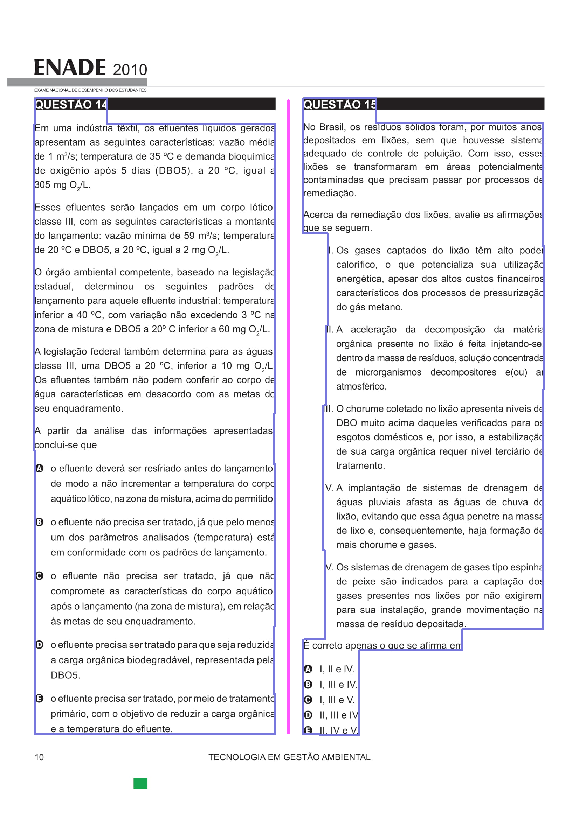 ENADE 2010
EXAME NACIONAL DE DESEMPENHO DOS ESTUDANTES
QUESTÃO 14
Em uma indústria têxtil, os efluentes líquidos gerados
apresentam as seguintes características: vazão média
de 1 m³/s; temperatura de 35 ºC e demanda bioquímica
de oxigênio após 5 dias (DBO5), a 20 ºC, igual a
305 mg O₂/L.
Esses efluentes serão lançados em um corpo lótico,
classe III, com as seguintes características a montante
do lançamento: vazão mínima de 59 m³/s; temperatura
de 20 ºC e DBO5, a 20 ºC, igual a 2 mg O₂/L.
O órgão ambiental competente, baseado na legislação
estadual, determinou os seguintes padrões de
lançamento para aquele efluente industrial: temperatura
inferior a 40 ºC, com variação não excedendo 3 ºC na
zona de mistura e DBO5 a 20º C inferior a 60 mg O₂/L.
A legislação federal também determina para as águas,
classe III, uma DBO5 a 20 ºC, inferior a 10 mg O₂/L.
Os efluentes também não podem conferir ao corpo de
água características em desacordo com as metas do
seu enquadramento.
A partir da análise das informações apresentadas,
conclui-se que
A o efluente deverá ser resfriado antes do lançamento,
de modo a não incrementar a temperatura do corpo
aquático lótico, na zona de mistura, acima do permitido.
B o efluente não precisa ser tratado, já que pelo menos
um dos parâmetros analisados (temperatura) está
em conformidade com os padrões de lançamento.
C o efluente não precisa ser tratado, já que não
compromete as características do corpo aquático,
após o lançamento (na zona de mistura), em relação
às metas de seu enquadramento.
D o efluente precisa ser tratado para que seja reduzida
a carga orgânica biodegradável, representada pela
DBO5.
E o efluente precisa ser tratado, por meio de tratamento
primário, com o objetivo de reduzir a carga orgânica
e a temperatura do efluente.
QUESTÃO 15
No Brasil, os resíduos sólidos foram, por muitos anos,
depositados em lixões, sem que houvesse sistema
adequado de controle de poluição. Com isso, esses
lixões se transformaram em áreas potencialmente
contaminadas que precisam passar por processos de
remediação.
Acerca da remediação dos lixões, avalie as afirmações
que se seguem.
I. Os gases captados do lixão têm alto poder
calorífico, o que potencializa sua utilização
energética, apesar dos altos custos financeiros
característicos dos processos de pressurização
do gás metano.
II. A aceleração da decomposição da matéria
orgânica presente no lixão é feita injetando-se,
dentro da massa de resíduos, solução concentrada
de microrganismos decompositores e(ou) ar
atmosférico.
III. O chorume coletado no lixão apresenta níveis de
DBO muito acima daqueles verificados para os
esgotos domésticos e, por isso, a estabilização
de sua carga orgânica requer nível terciário de
tratamento.
IV. A implantação de sistemas de drenagem de
águas pluviais afasta as águas de chuva do
lixão, evitando que essa água penetre na massa
de lixo e, consequentemente, haja formação de
mais chorume e gases.
V. Os sistemas de drenagem de gases tipo espinha
de peixe são indicados para a captação dos
gases presentes nos lixões por não exigirem,
para sua instalação, grande movimentação na
massa de resíduo depositada.
É correto apenas o que se afirma em
A I, II e IV.
B I, III e IV.
C I, III e V.
D II, III e IV
E II, IV e V.
10
TECNOLOGIA EM GESTÃO AMBIENTAL